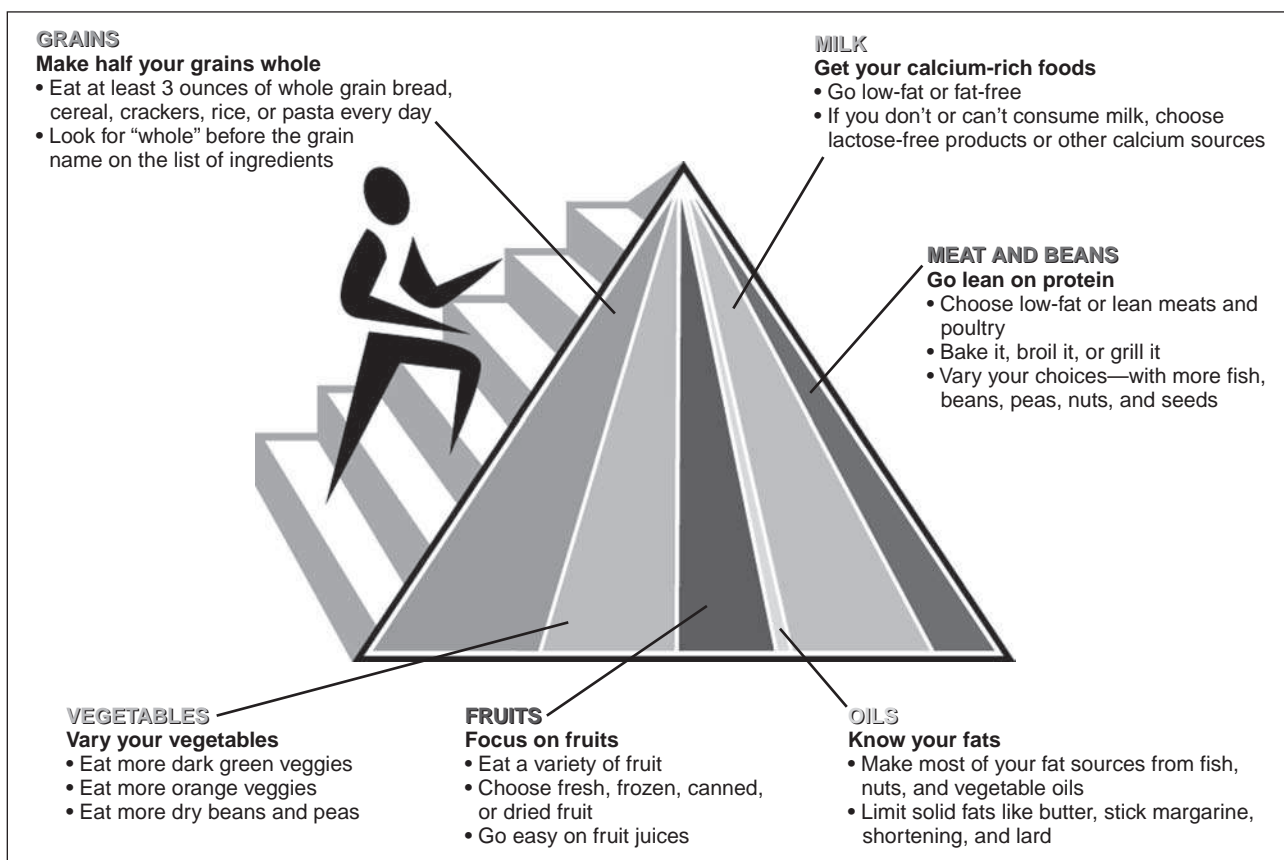 GRAINS
Make half your grains whole
• Eat at least 3 ounces of whole grain bread,
cereal, crackers, rice, or pasta every day
• Look for “whole” before the grain
name on the list of ingredients
MILK
Get your calcium-rich foods
• Go low-fat or fat-free
• If you don’t or can’t consume milk, choose
lactose-free products or other calcium sources
MEAT AND BEANS
Go lean on protein
• Choose low-fat or lean meats and
poultry
• Bake it, broil it, or grill it
• Vary your choices—with more fish,
beans, peas, nuts, and seeds
VEGETABLES
Vary your vegetables
• Eat more dark green veggies
• Eat more orange veggies
• Eat more dry beans and peas
FRUITS
Focus on fruits
• Eat a variety of fruit
• Choose fresh, frozen, canned,
or dried fruit
• Go easy on fruit juices
OILS
Know your fats
• Make most of your fat sources from fish,
nuts, and vegetable oils
• Limit solid fats like butter, stick margarine,
shortening, and lard